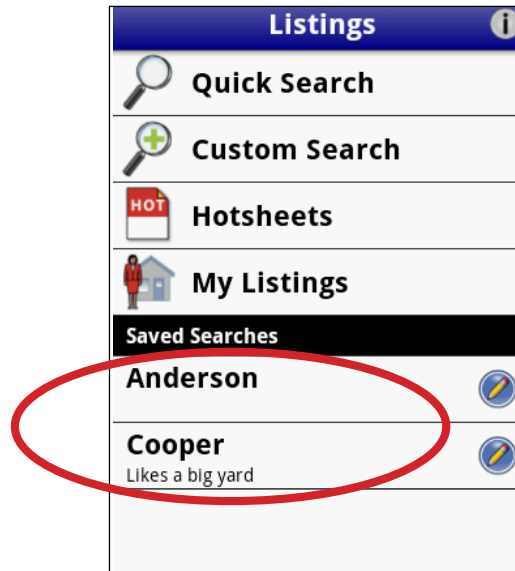 Listings
Quick Search
Custom Search
HOT
Hotsheets
My Listings
Saved Searches
Anderson
Cooper
Likes a big yard